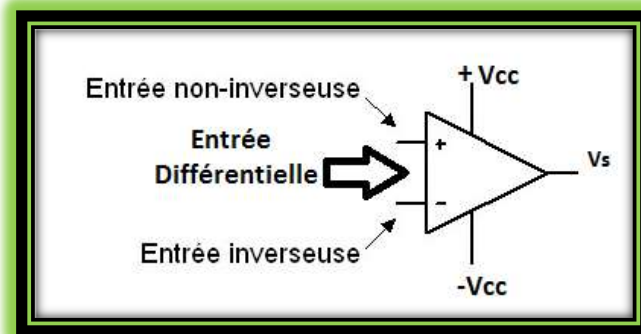 Entrée non-inverseuse
+ Vcc
Entrée
Différentielle
+
-
Vs
Entrée inverseuse
-Vcc